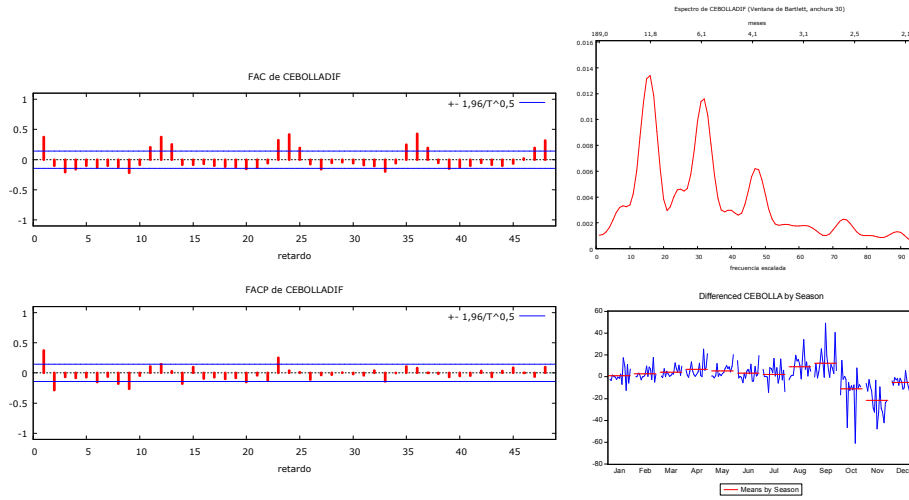 FAC de CEBOLLADIF
+- 1,96/T^0,5
1
0.5
0
-0.5
-1
0 5 10 15 20 25 30 35 40 45
retardo
FACP de CEBOLLADIF
+- 1,96/T^0,5
1
0.5
0
-0.5
-1
0 5 10 15 20 25 30 35 40 45
retardo
Espectro de CEBOLLADIF (Ventana de Bartlett, anchura 30)
meses
189,0 11,8 6,1 4,1 3,1 2,5 2,1
0.016
0.014
0.012
0.01
0.008
0.006
0.004
0.002
0
0 10 20 30 40 50 60 70 80 90
frecuencia escalada
Differenced CEBOLLA by Season
60
40
20
0
-20
-40
-60
-80
Jan Feb Mar Apr May Jun Jul Aug Sep Oct Nov Dec
Means by Season